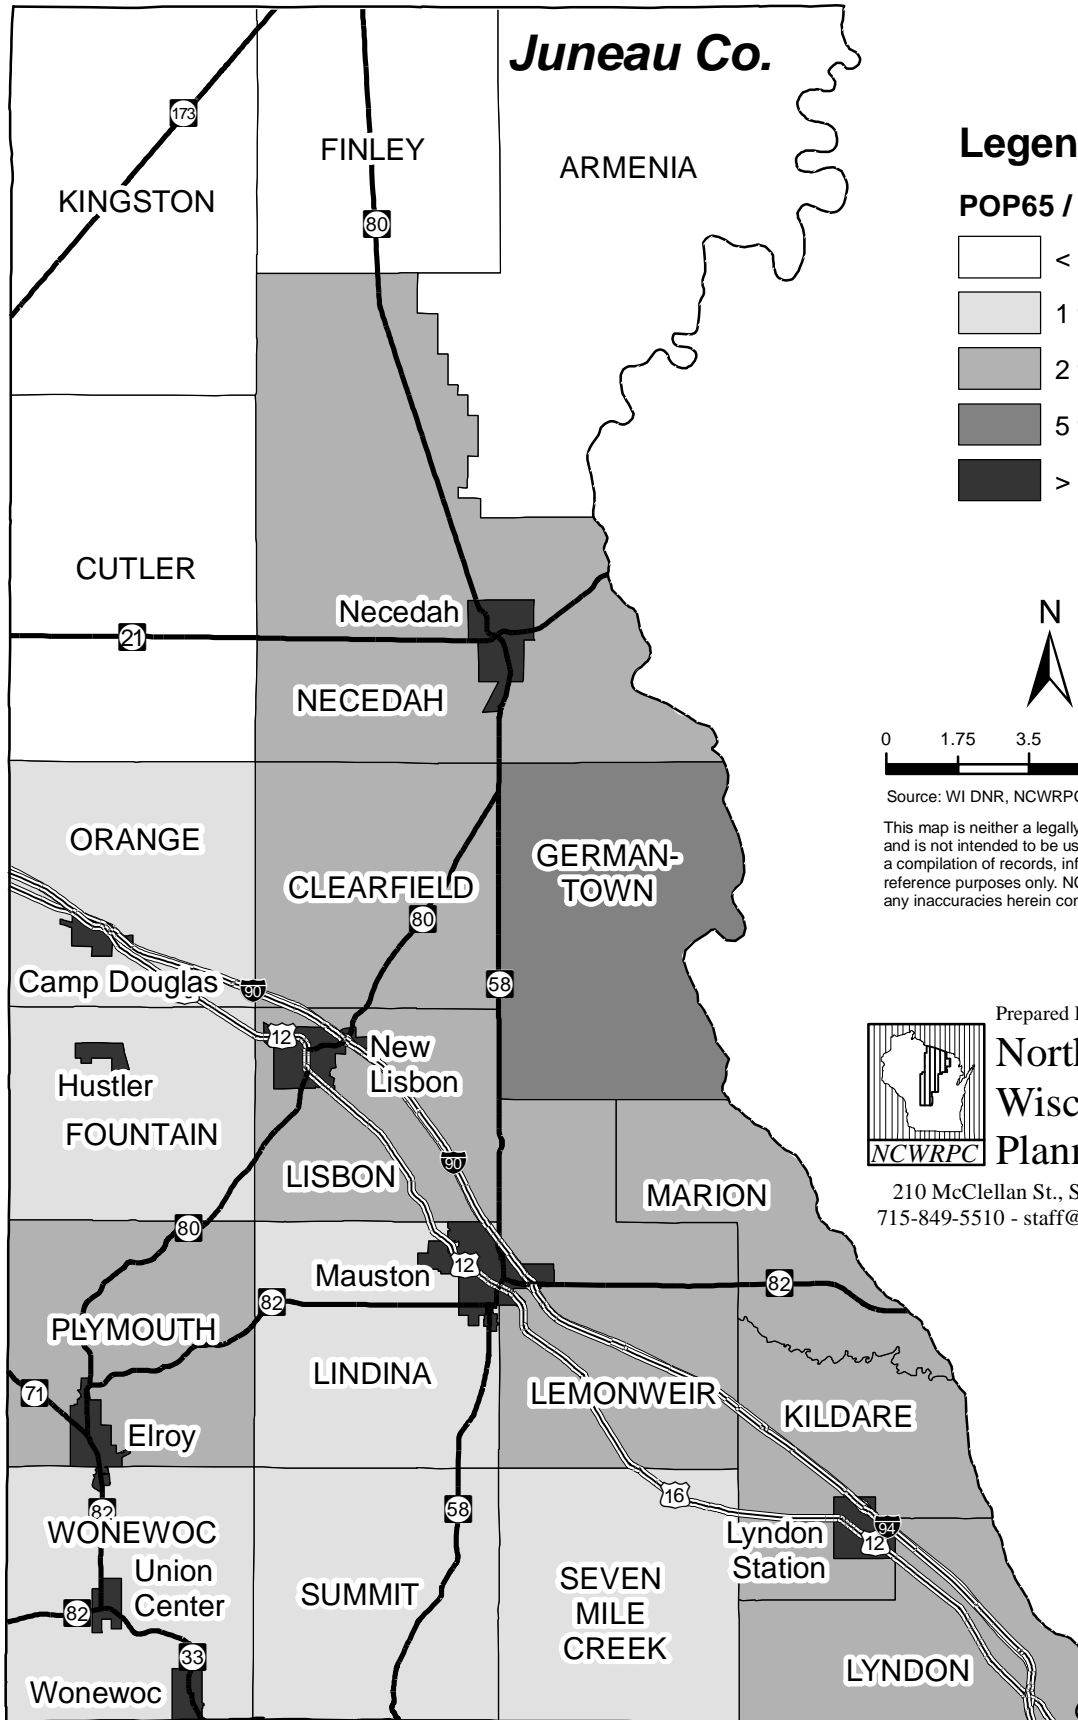 Juneau Co.
173
FINLEY
ARMENIA
KINGSTON
80
CUTLER
Necedah
21
NECEDAH
ORANGE
CLEARFIELD
GERMAN-
TOWN
80
Camp Douglas
90
58
12
New
Lisbon
Hustler
FOUNTAIN
LISBON
90
MARION
80
Mauston
12
82
82
PLYMOUTH
LINDINA
71
LEMONWEIR
KILDARE
Elroy
82
WONEWOC
58
16
Lyndon
Station
94
12
Union
Center
82
SUMMIT
SEVEN
MILE
CREEK
33
Wonewoc
LYNDON
Legen
POP65 /
<
1
2
5
>
N
0 1.75 3.5
Source: WI DNR, NCWRPC
This map is neither a legally
and is not intended to be us
a compilation of records, inf
reference purposes only. NC
any inaccuracies herein con
Prepared
North
Wisc
Plann
NCWRPC
210 McClellan St., S
715-849-5510 - staff@